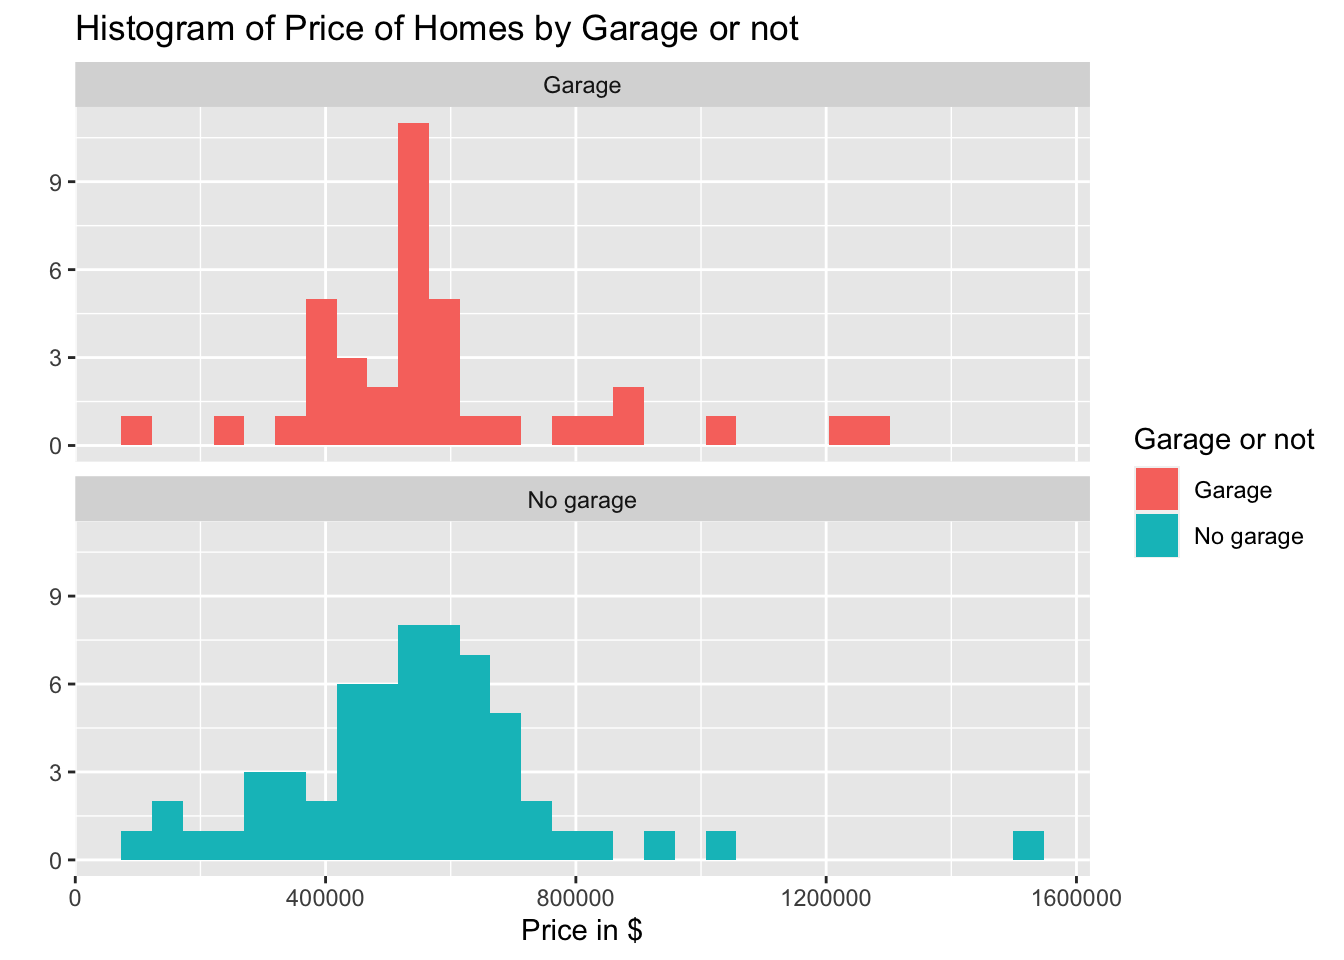 Histogram of Price of Homes by Garage or not
Garage
9
6
3
0
No garage
9
6
3
0
0 400000 800000 1200000 1600000
Price in $
Garage or not
Garage
No garage